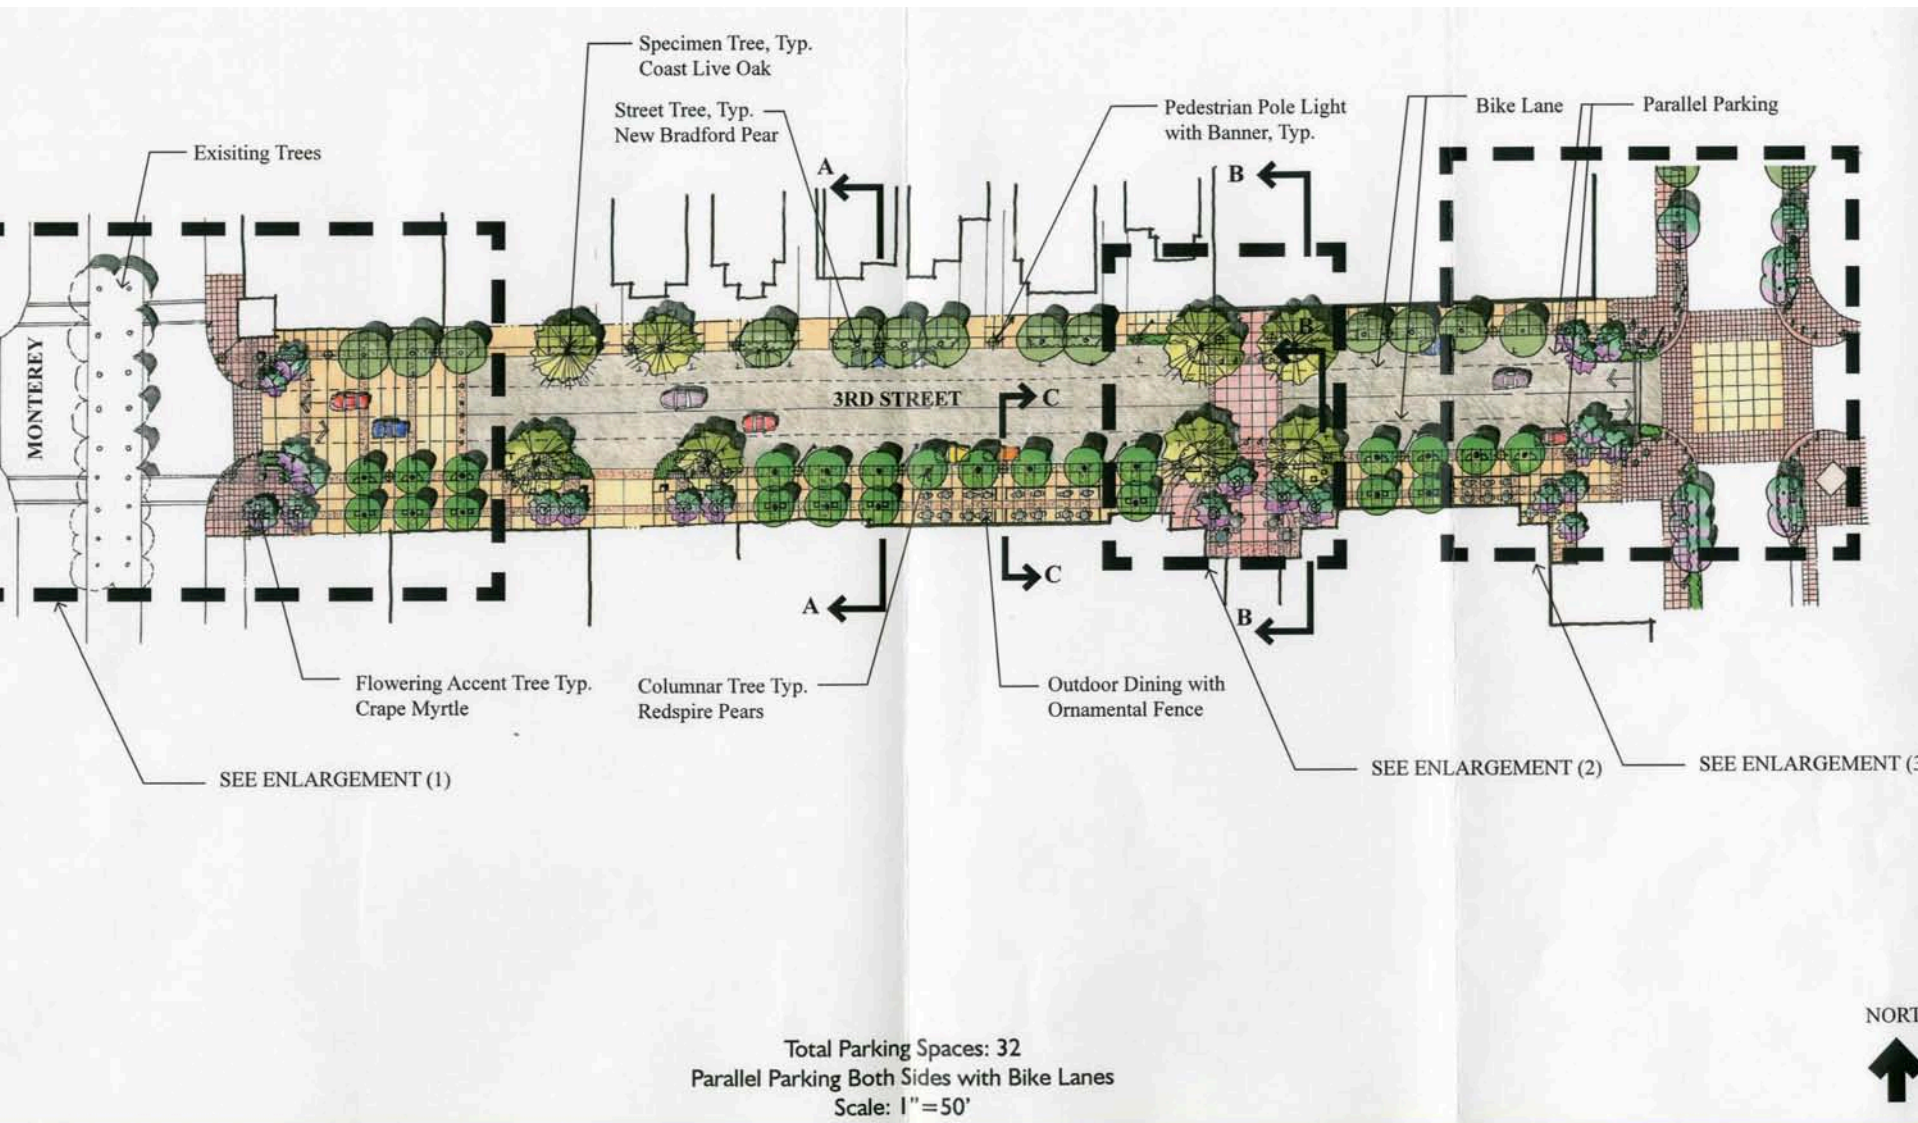 Specimen Tree, Typ.
Coast Live Oak
Street Tree, Typ.
New Bradford Pear
Exisiting Trees
Pedestrian Pole Light
with Banner, Typ.
Bike Lane
Parallel Parking
A
B
B
MONTEREY
3RD STREET
C
C
A
B
Flowering Accent Tree Typ.
Crape Myrtle
Columnar Tree Typ.
Redspire Pears
Outdoor Dining with
Ornamental Fence
SEE ENLARGEMENT (1)
SEE ENLARGEMENT (2)
SEE ENLARGEMENT (3
NORT
Total Parking Spaces: 32
Parallel Parking Both Sides with Bike Lanes
Scale: 1"=50'